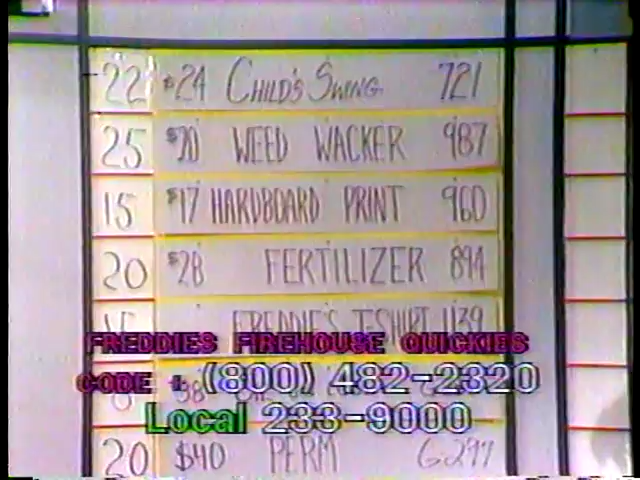 22 $24 CHILD'S SWING 721
25 $20 WEED WACKER 987
15 $17 HARDBOARD PRINT 960
20 $28 FERTILIZER 894
FREDDIE'S T-SHIRT 1139
FREDDIES FIREHOUSE QUICKIES
CODE + (800) 482-2320
Local 233-9000
20 $40 PERM 6297